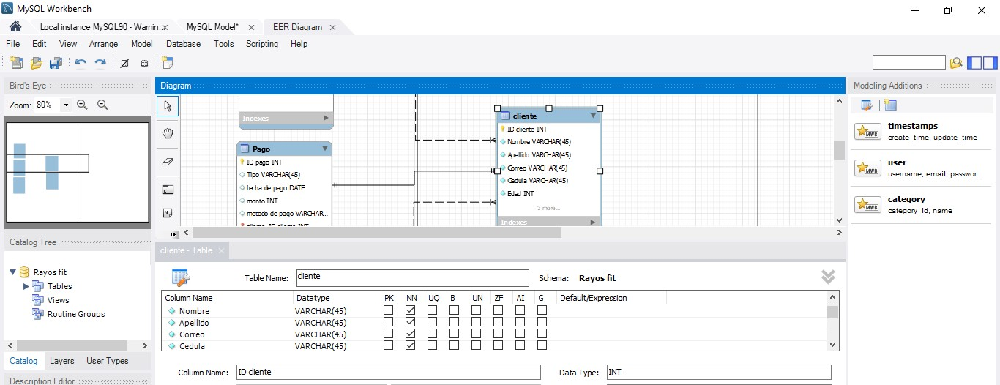 MySQL Workbench
Local instance MySQL90 - Warnin...
MySQL Model*
EER Diagram
File Edit View Arrange Model Database Tools Scripting Help
Bird's Eye
Zoom: 80%
Diagram
Indexes
Pago
ID pago INT
Tipo VARCHAR(45)
fecha de pago DATE
monto INT
metodo de pago VARCHAR...
cliente_ID cliente INT
cliente
ID cliente INT
Nombre VARCHAR(45)
Apellido VARCHAR(45)
Correo VARCHAR(45)
Cedula VARCHAR(45)
Edad INT
3 more...
Indexes
Modeling Additions
MWB
timestamps
create_time, update_time
MWB
user
username, email, passwor...
MWB
category
category_id, name
Catalog Tree
Rayos fit
Tables
Views
Routine Groups
Catalog Layers User Types
Description Editor
cliente - Table
Table Name: cliente Schema: Rayos fit
Column Name Datatype PK NN UQ B UN ZF AI G Default/Expression
Nombre VARCHAR(45)
Apellido VARCHAR(45)
Correo VARCHAR(45)
Cedula VARCHAR(45)
Column Name: ID cliente Data Type: INT